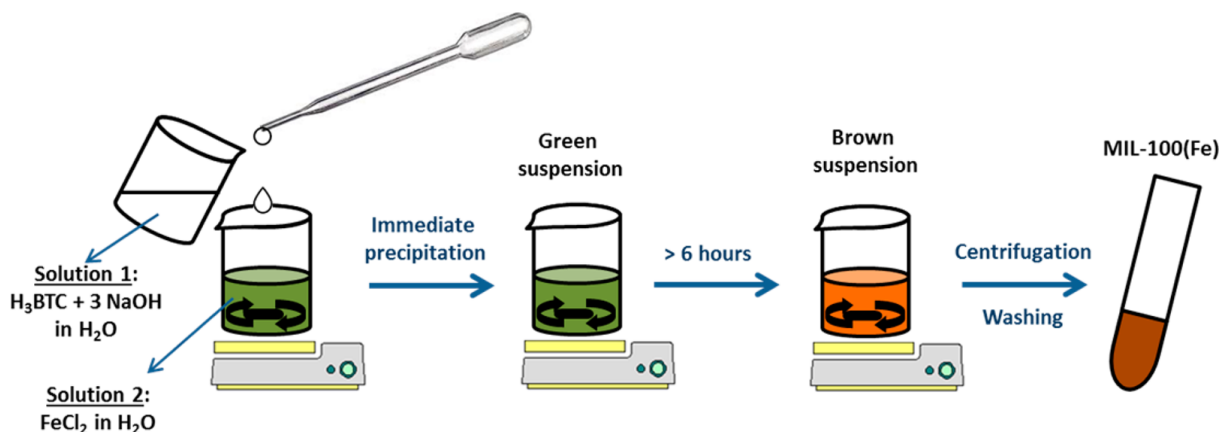 Solution 1:
H₃BTC + 3 NaOH
in H₂O
Solution 2:
FeCl₂ in H₂O
Immediate
precipitation
Green
suspension
> 6 hours
Brown
suspension
Centrifugation
Washing
MIL-100(Fe)